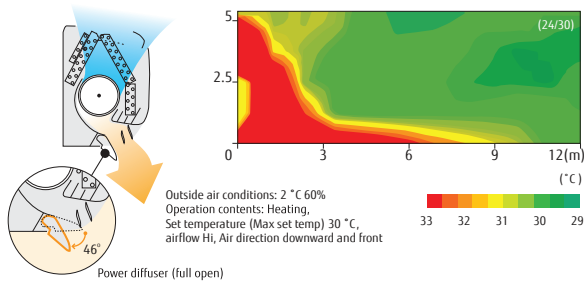 5
(24/30)
2.5
0
0
3
6
9
12(m)
(˚C)
33
32
31
30
29
Outside air conditions: 2 ˚C 60%
Operation contents: Heating,
Set temperature (Max set temp) 30 ˚C,
airflow Hi, Air direction downward and front
46°
Power diffuser (full open)